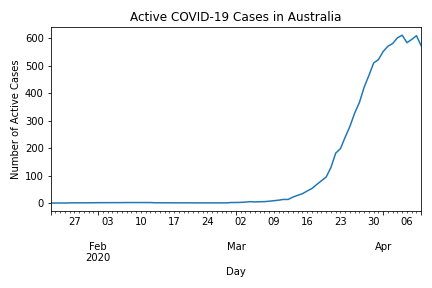 Active COVID-19 Cases in Australia
600
500
400
300
200
100
0
Number of Active Cases
27 03 10 17 24 02 09 16 23 30 06
Feb Mar Apr
2020
Day